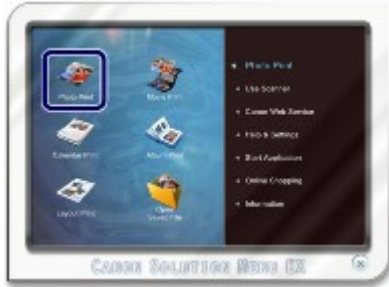 Photo Print
Movie Print
Calendar Print
Album Print
Layout Print
Open
Saved File
Photo Print
Use Scanner
Canon Web Service
Help & Settings
Start Application
Online Shopping
Information
CANON SOLUTION MENU EX